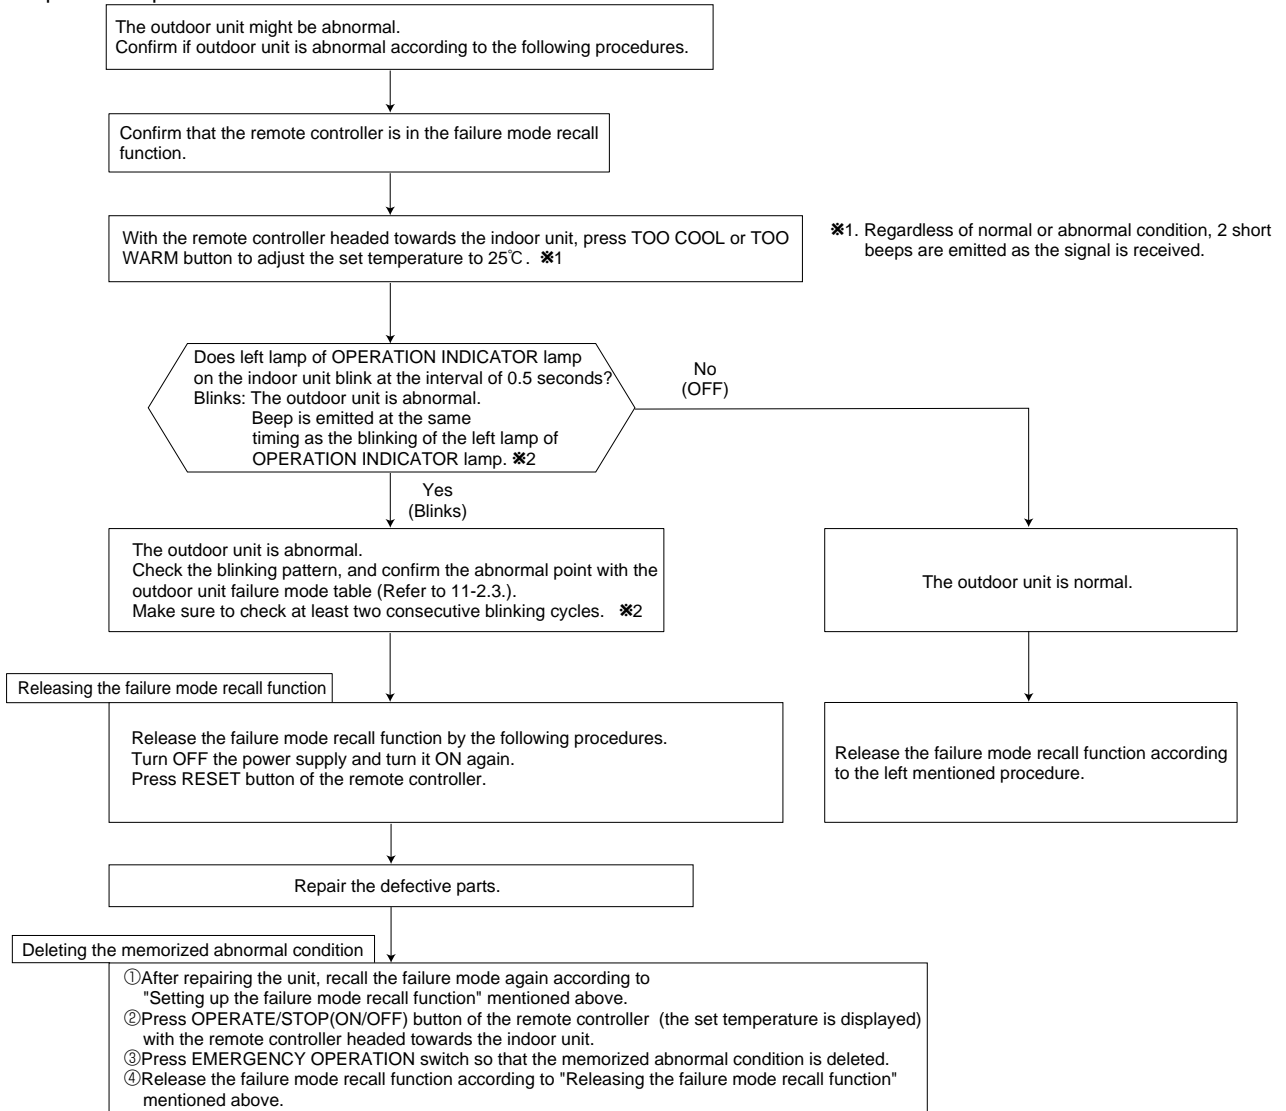 The outdoor unit might be abnormal.
Confirm if outdoor unit is abnormal according to the following procedures.
Confirm that the remote controller is in the failure mode recall
function.
With the remote controller headed towards the indoor unit, press TOO COOL or TOO
WARM button to adjust the set temperature to 25℃. ※1
※1. Regardless of normal or abnormal condition, 2 short
beeps are emitted as the signal is received.
Does left lamp of OPERATION INDICATOR lamp
on the indoor unit blink at the interval of 0.5 seconds?
Blinks: The outdoor unit is abnormal.
Beep is emitted at the same
timing as the blinking of the left lamp of
OPERATION INDICATOR lamp. ※2
No
(OFF)
Yes
(Blinks)
The outdoor unit is abnormal.
Check the blinking pattern, and confirm the abnormal point with the
outdoor unit failure mode table (Refer to 11-2.3.).
Make sure to check at least two consecutive blinking cycles. ※2
The outdoor unit is normal.
Releasing the failure mode recall function
Release the failure mode recall function by the following procedures.
Turn OFF the power supply and turn it ON again.
Press RESET button of the remote controller.
Release the failure mode recall function according
to the left mentioned procedure.
Repair the defective parts.
Deleting the memorized abnormal condition
①After repairing the unit, recall the failure mode again according to
"Setting up the failure mode recall function" mentioned above.
②Press OPERATE/STOP(ON/OFF) button of the remote controller (the set temperature is displayed)
with the remote controller headed towards the indoor unit.
③Press EMERGENCY OPERATION switch so that the memorized abnormal condition is deleted.
④Release the failure mode recall function according to "Releasing the failure mode recall function"
mentioned above.